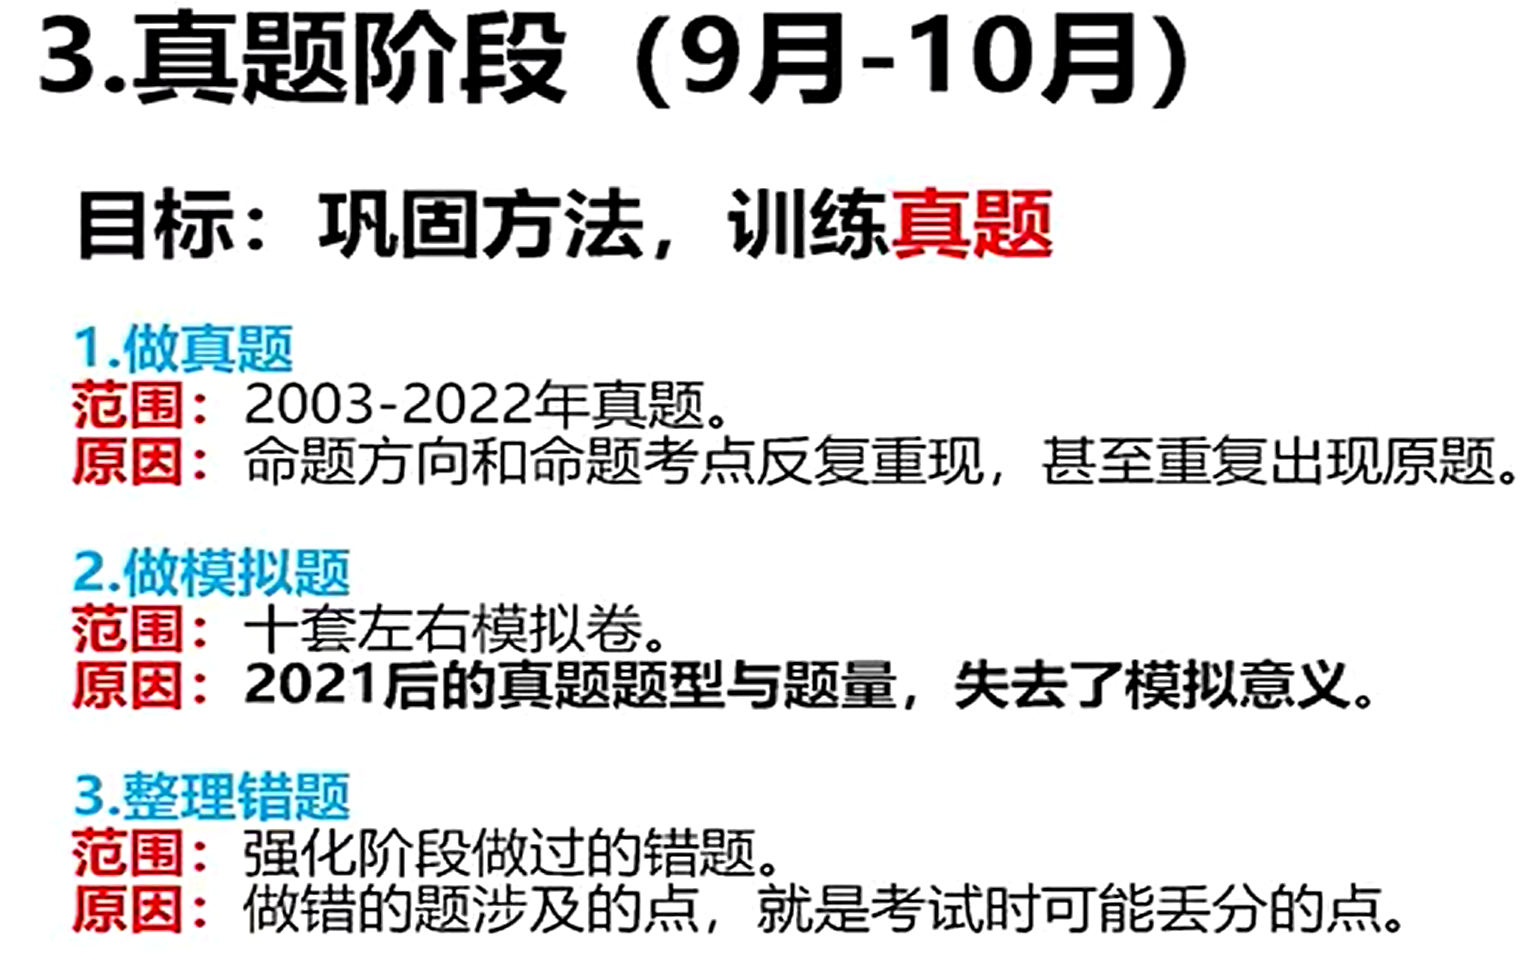 3.真题阶段（9月-10月）
目标：巩固方法，训练真题
1.做真题
范围：2003-2022年真题。
原因：命题方向和命题考点反复重现，甚至重复出现原题。
2.做模拟题
范围：十套左右模拟卷。
原因：2021后的真题题型与题量，失去了模拟意义。
3.整理错题
范围：强化阶段做过的错题。
原因：做错的题涉及的点，就是考试时可能丢分的点。